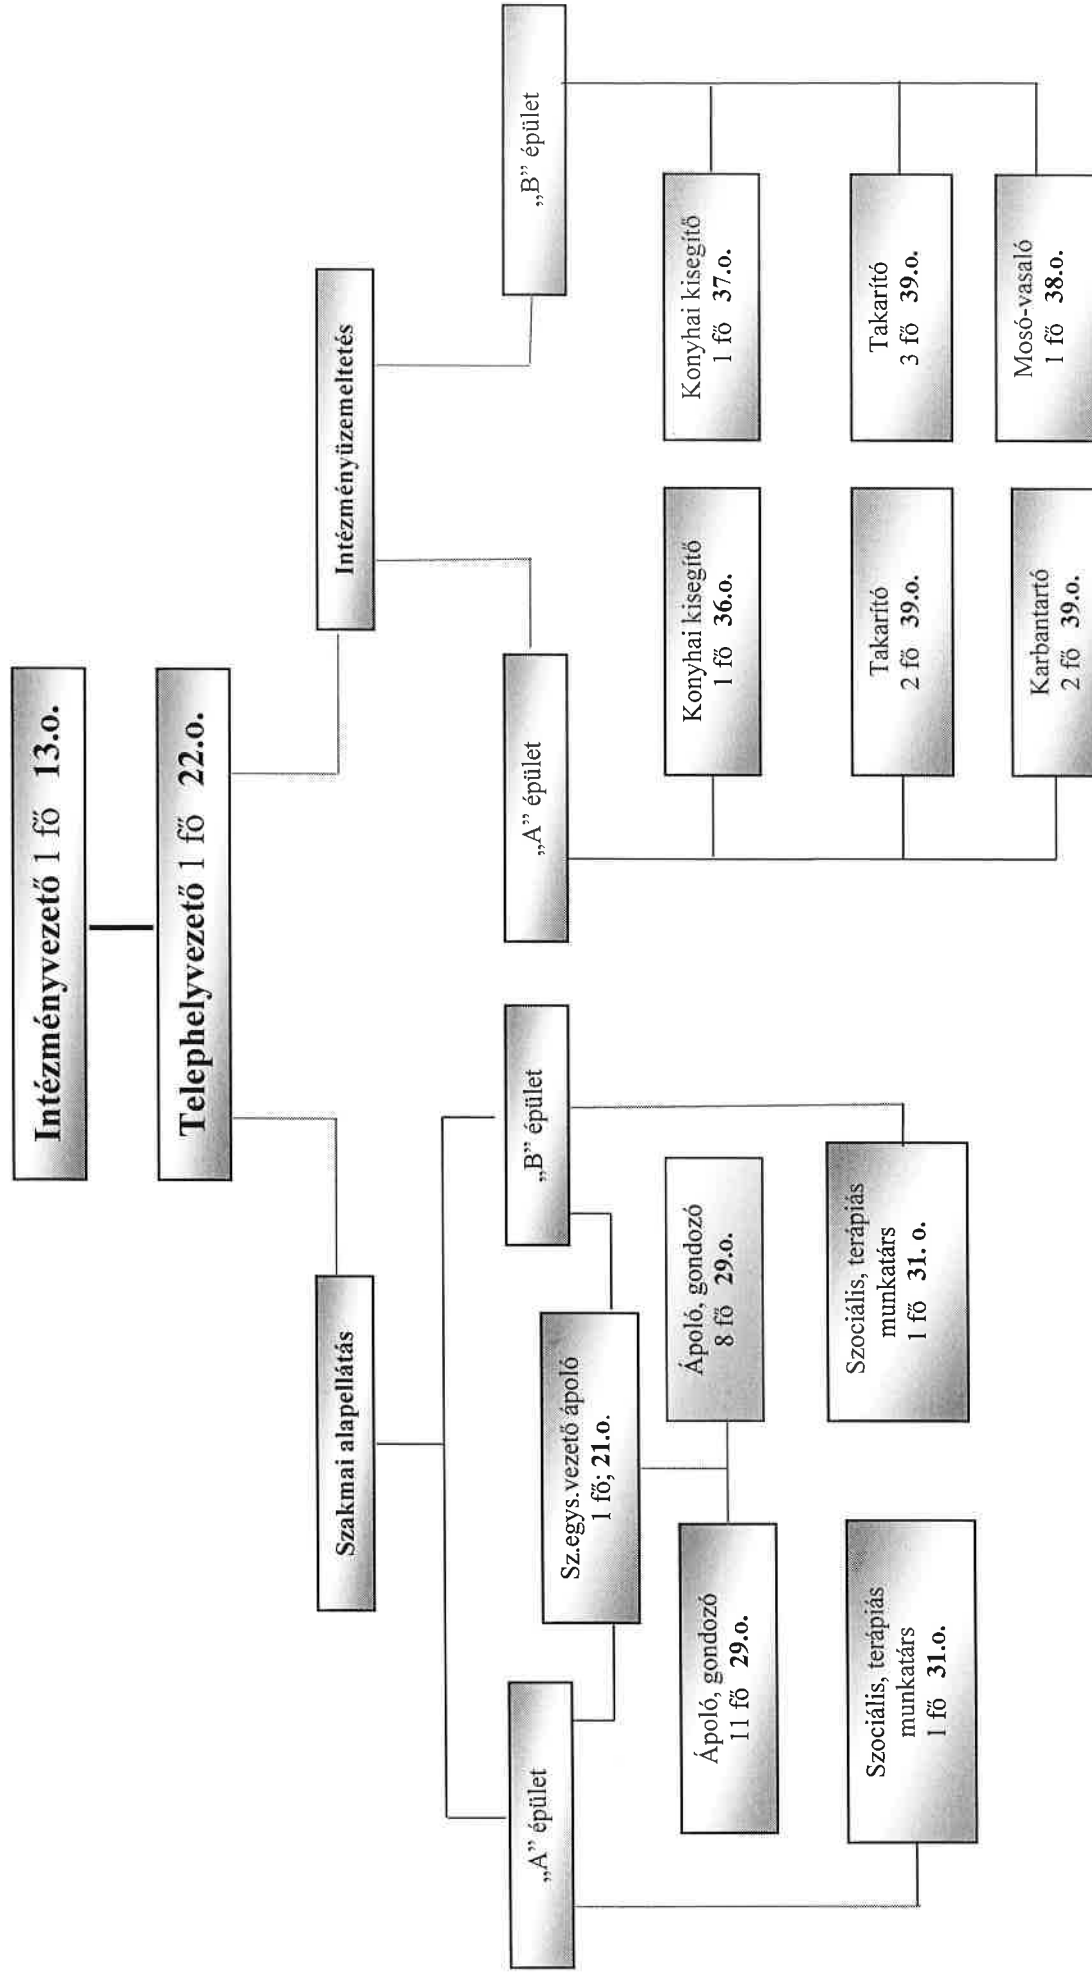 Intézményvezető 1 fő 13.o.
Telephelyvezető 1 fő 22.o.
Szakmai alapellátás
Intézményüzemeltetés
„A” épület
„B” épület
„A” épület
„B” épület
Sz.egys.vezető ápoló
1 fő; 21.o.
Ápoló, gondozó
11 fő 29.o.
Ápoló, gondozó
8 fő 29.o.
Szociális, terápiás
munkatárs
1 fő 31.o.
Szociális, terápiás
munkatárs
1 fő 31. o.
Konyhai kisegítő
1 fő 36.o.
Konyhai kisegítő
1 fő 37.o.
Takarító
2 fő 39.o.
Takarító
3 fő 39.o.
Karbantartó
2 fő 39.o.
Mosó-vasaló
1 fő 38.o.